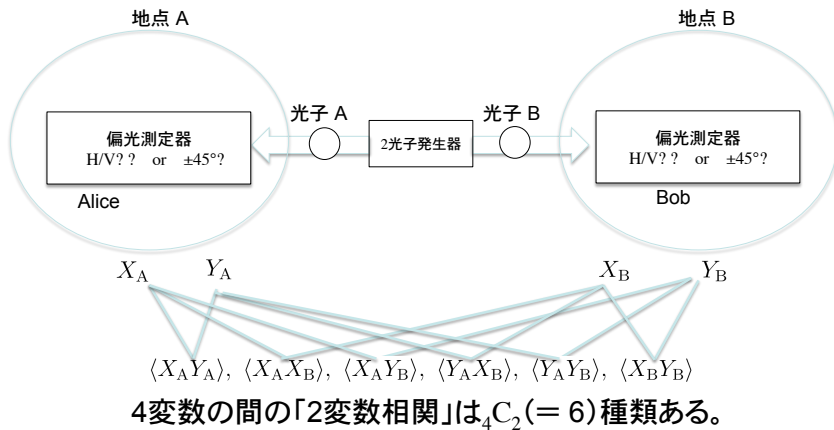 地点 A
地点 B
光子 A
光子 B
偏光測定器
H/V? ? or ±45°?
2光子発生器
偏光測定器
H/V? ? or ±45°?
Alice
Bob
X_A Y_A X_B Y_B
⟨X_A Y_A⟩, ⟨X_A X_B⟩, ⟨X_A Y_B⟩, ⟨Y_A X_B⟩, ⟨Y_A Y_B⟩, ⟨X_B Y_B⟩
4変数の間の「2変数相関」は₄C₂(= 6)種類ある。